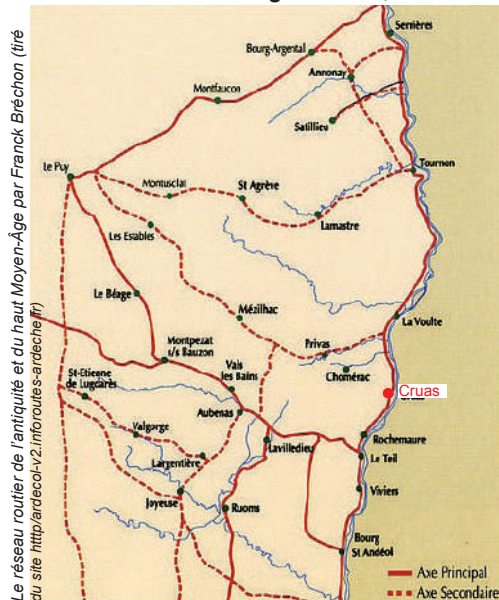 Le réseau routier de l'antiquité et du haut Moyen-Âge par Franck Bréchon (tiré
du site http/ardecol-v2.inforoutes-ardeche.fr)
Serrières
Bourg-Argental
Annonay
Montfaucon
Satillieu
Le Puy
Tournon
Montusclat
St Agrève
Lamastre
Les Estables
Le Béage
Mézilhac
La Voulte
Privas
Montpezat
s/s Bauzon
Vals
les Bains
Chomérac
St-Etienne
de Lugdarès
Cruas
Aubenas
Valgorge
Rochemaure
Lavilledieu
Largentière
Le Teil
Joyeuse
Viviers
Ruoms
Bourg
St Andéol
Axe Principal
Axe Secondaire